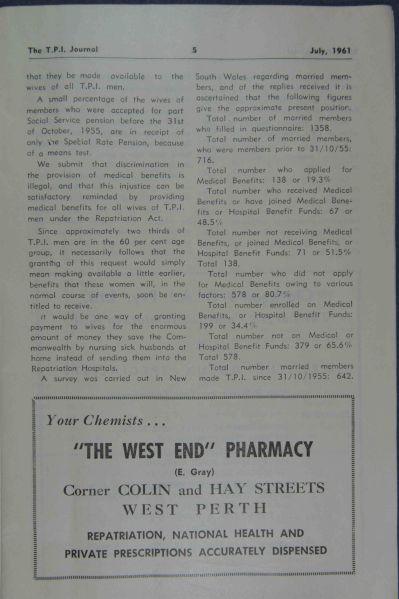 The T.P.I. Journal 5 July, 1961
that they be made available to the
wives of all T.P.I. men.
A small percentage of the wives of
members who were accepted for part
Social Service pension before the 31st
of October, 1955, are in receipt of
only the Special Rate Pension, because
of a means test.
We submit that discrimination in
the provision of medical benefits is
illegal, and that this injustice can be
satisfactory reminded by providing
medical benefits for all wives of T.P.I.
men under the Repatriation Act.
Since approximately two thirds of
T.P.I. men are in the 60 per cent age
group, it necessarily follows that the
granting of this request would simply
mean making available a little earlier,
benefits that these women will, in the
normal course of events, soon be en-
titled to receive.
It would be one way of granting
payment to wives for the enormous
amount of money they save the Com-
monwealth by nursing sick husbands at
home instead of sending them into the
Repatriation Hospitals.
A survey was carried out in New
South Wales regarding married mem-
bers, and of the replies received it is
ascertained that the following figures
give the approximate present position.
Total number of married members
who filled in questionnaire: 1358.
Total number of married members,
who were members prior to 31/10/55:
716.
Total number who applied for
Medical Benefits: 138 or 19.3%
Total number who received Medical
Benefits or have joined Medical Bene-
fits or Hospital Benefit Funds: 67 or
48.5%
Total number not receiving Medical
Benefits, or joined Medical Benefits, or
Hospital Benefit Funds: 71 or 51.5%
Total 138.
Total number who did not apply
for Medical Benefits owing to various
factors: 578 or 80.7%
Total number enrolled on Medical
Benefits, or Hospital Benefit Funds:
199 or 34.4%
Total number not on Medical or
Hospital Benefit Funds: 379 or 65.6%
Total 578.
Total number married members
made T.P.I. since 31/10/1955: 642.
Your Chemists . . .
"THE WEST END" PHARMACY
(E. Gray)
Corner COLIN and HAY STREETS
WEST PERTH
REPATRIATION, NATIONAL HEALTH AND
PRIVATE PRESCRIPTIONS ACCURATELY DISPENSED